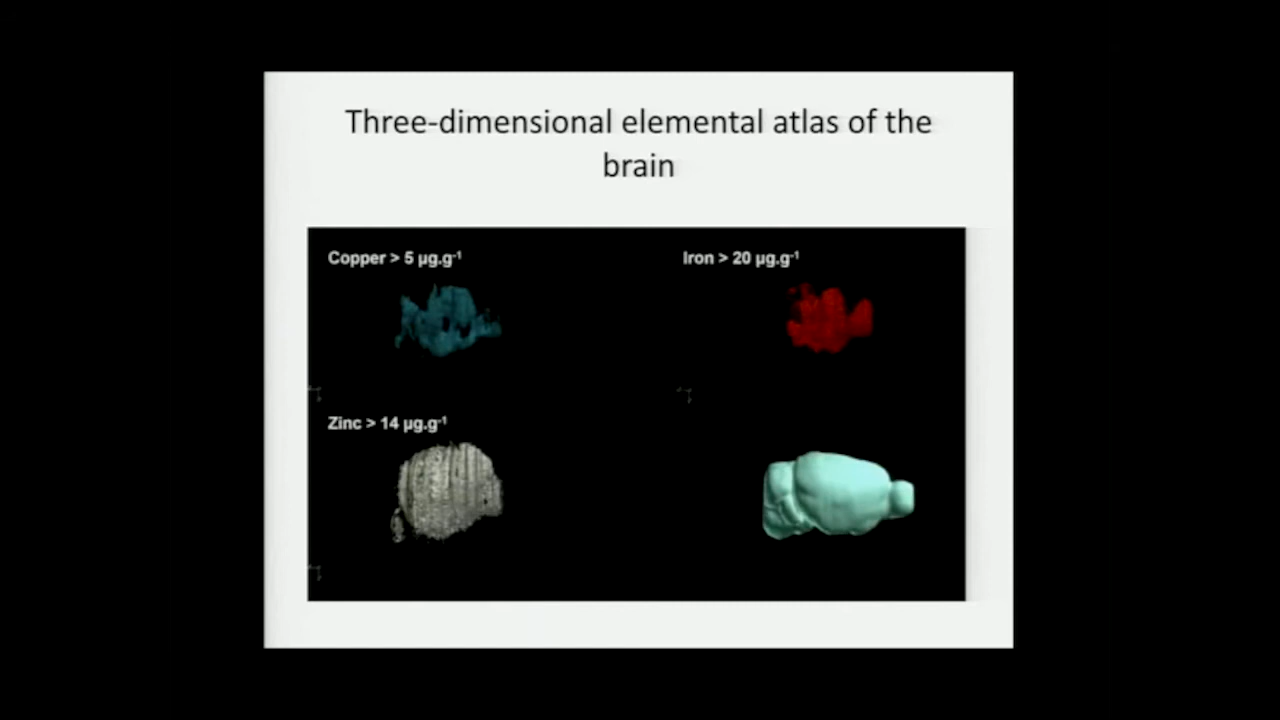 Three-dimensional elemental atlas of the
brain
Copper > 5 µg.g⁻¹
Iron > 20 µg.g⁻¹
Zinc > 14 µg.g⁻¹